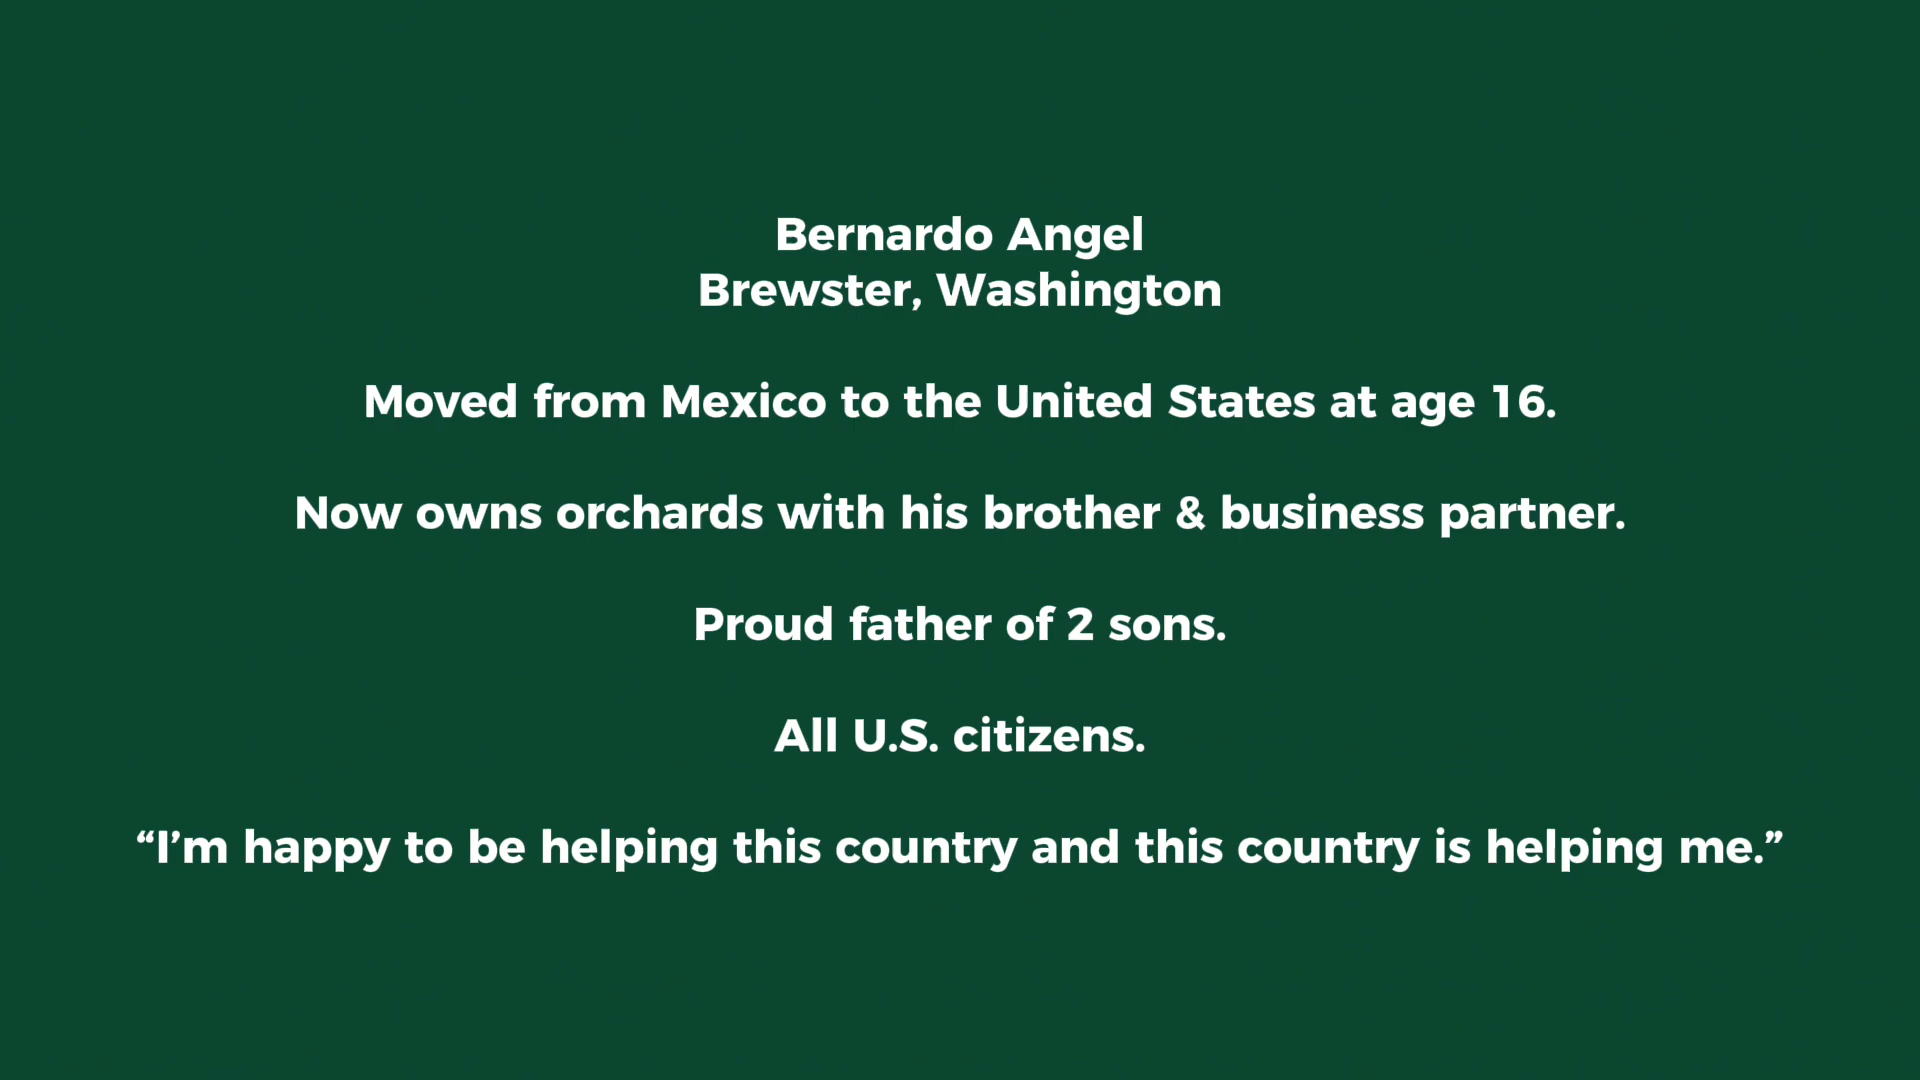 Bernardo Angel
Brewster, Washington
Moved from Mexico to the United States at age 16.
Now owns orchards with his brother & business partner.
Proud father of 2 sons.
All U.S. citizens.
“I’m happy to be helping this country and this country is helping me.”